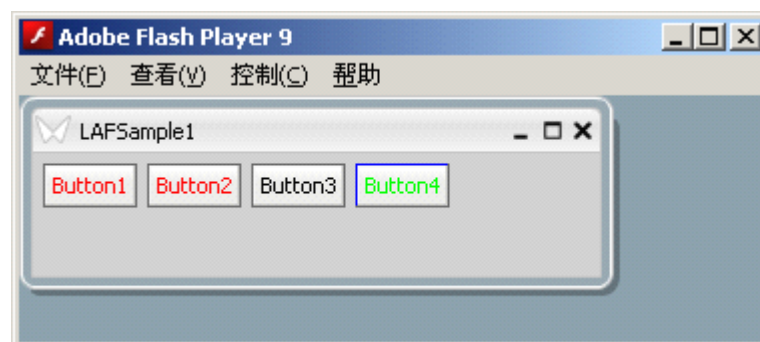 Adobe Flash Player 9
文件(F) 查看(V) 控制(C) 帮助
LAFSample1
Button1 Button2 Button3 Button4